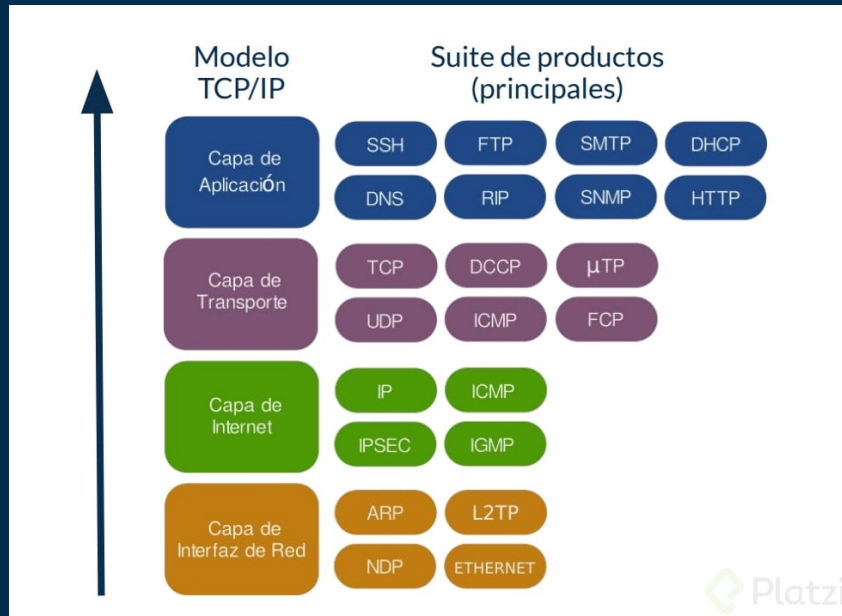 Modelo
TCP/IP
Suite de productos
(principales)
Capa de
Aplicación
SSH
FTP
SMTP
DHCP
DNS
RIP
SNMP
HTTP
Capa de
Transporte
TCP
DCCP
µTP
UDP
ICMP
FCP
Capa de
Internet
IP
ICMP
IPSEC
IGMP
Capa de
Interfaz de Red
ARP
L2TP
NDP
ETHERNET
Platzi